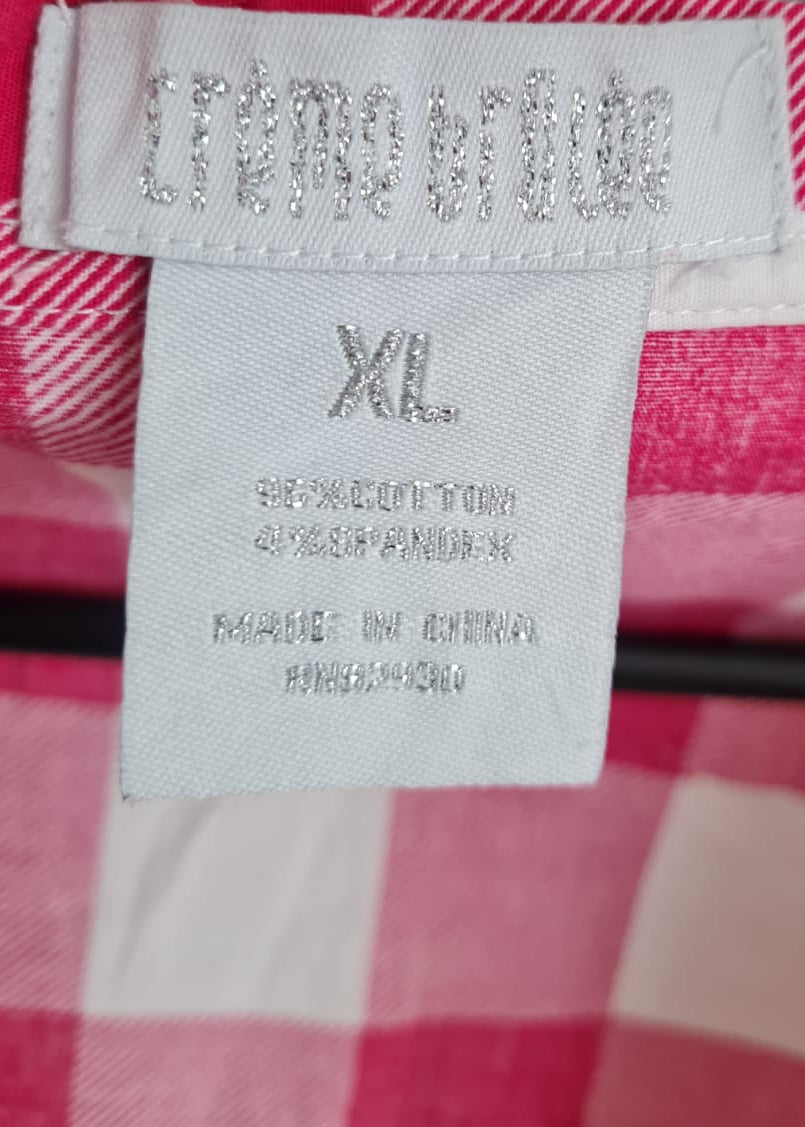 crème brûlée
XL
96%COTTON
4%SPANDEX
MADE IN CHINA